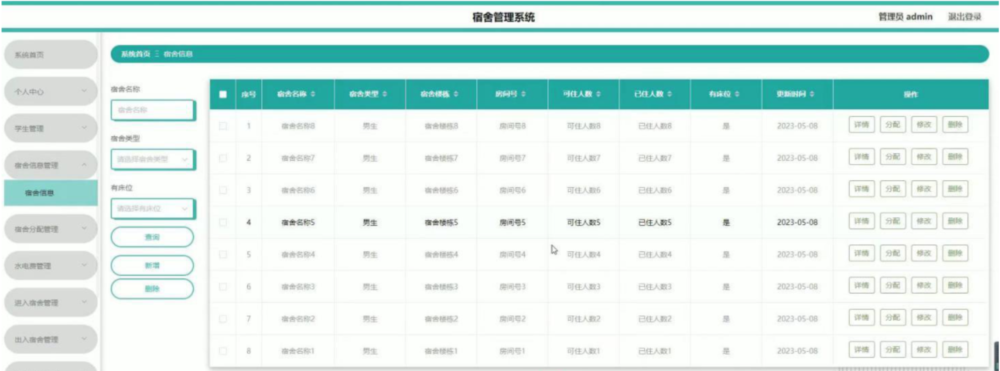 宿舍管理系统
管理员 admin 退出登录
系统首页
个人中心
学生管理
宿舍信息管理
宿舍信息
宿舍分配管理
水电费管理
进入宿舍管理
出入宿舍管理
系统首页 宿舍信息
宿舍名称
宿舍名称
宿舍类型
请选择宿舍类型
有床位
请选择有床位
查询
新增
删除
序号 宿舍名称 宿舍类型 宿舍楼栋 房间号 可住人数 已住人数 有床位 更新时间 操作
1 宿舍名称8 男生 宿舍楼栋8 房间号8 可住人数8 已住人数8 是 2023-05-08 详情 分配 修改 删除
2 宿舍名称7 男生 宿舍楼栋7 房间号7 可住人数7 已住人数7 是 2023-05-08 详情 分配 修改 删除
3 宿舍名称6 男生 宿舍楼栋6 房间号6 可住人数6 已住人数6 是 2023-05-08 详情 分配 修改 删除
4 宿舍名称5 男生 宿舍楼栋5 房间号5 可住人数5 已住人数5 是 2023-05-08 详情 分配 修改 删除
5 宿舍名称4 男生 宿舍楼栋4 房间号4 可住人数4 已住人数4 是 2023-05-08 详情 分配 修改 删除
6 宿舍名称3 男生 宿舍楼栋3 房间号3 可住人数3 已住人数3 是 2023-05-08 详情 分配 修改 删除
7 宿舍名称2 男生 宿舍楼栋2 房间号2 可住人数2 已住人数2 是 2023-05-08 详情 分配 修改 删除
8 宿舍名称1 男生 宿舍楼栋1 房间号1 可住人数1 已住人数1 是 2023-05-08 详情 分配 修改 删除